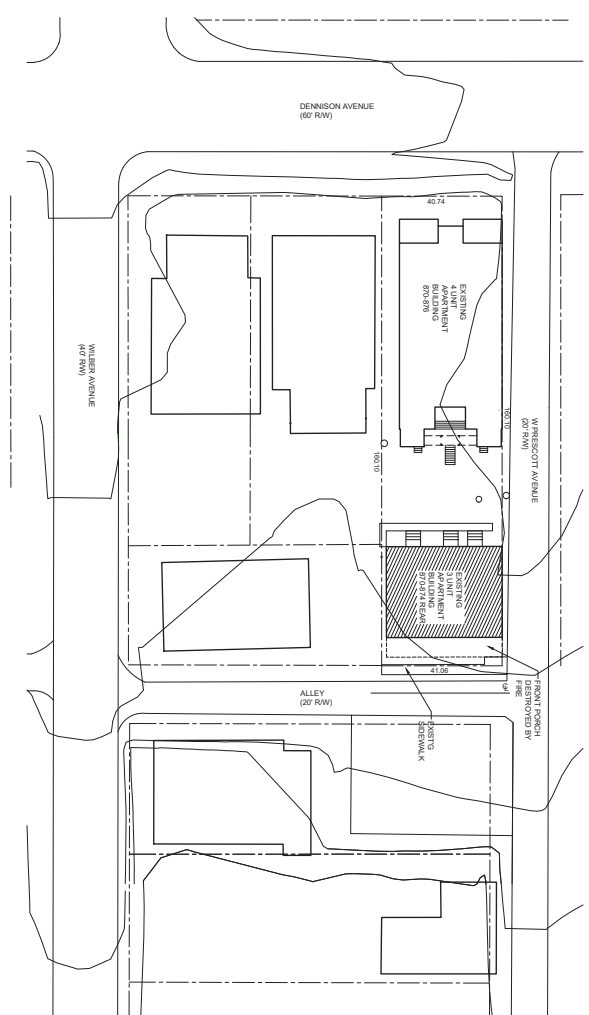 DENNISON AVENUE
(60' R/W)
40.74
EXISTING
4 UNIT
APARTMENT
BUILDING
870-876
WILBER AVENUE
(40' R/W)
W PRESCOTT AVENUE
(20' R/W)
160.10
160.10
EXISTING
3 UNIT
APARTMENT
BUILDING
870-874 REAR
41.06
FRONT PORCH
DESTROYED BY
FIRE
ALLEY
(20' R/W)
EXIST'G
SIDEWALK